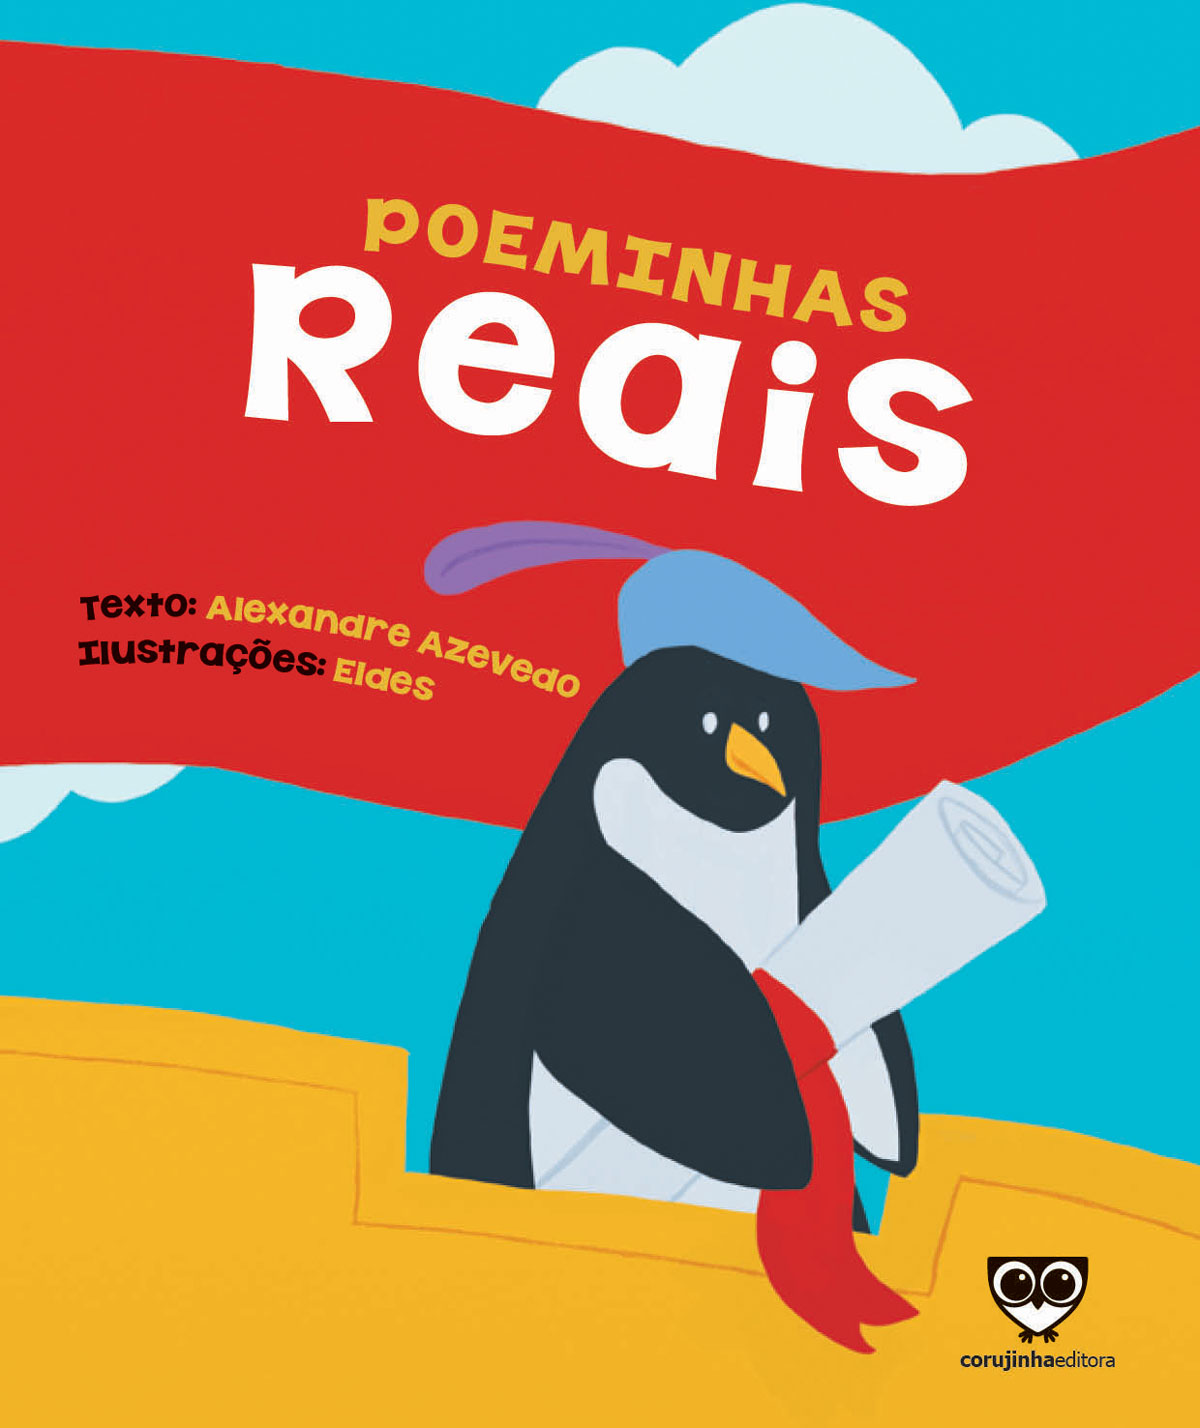 POEMINHAS
Reais
Texto: Alexandre Azevedo
Ilustrações: Eldes
corujinhaeditora